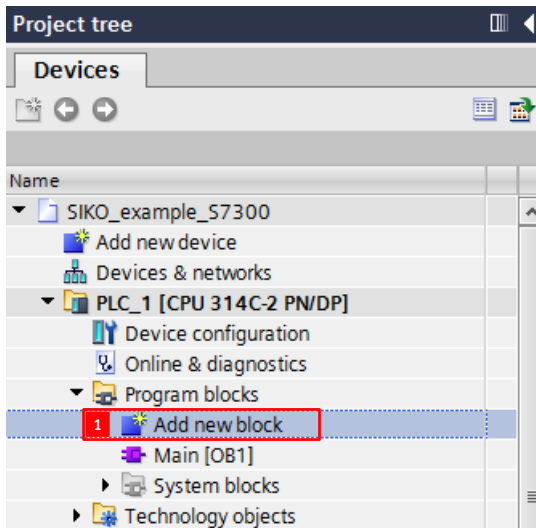 Project tree
Devices
Name
SIKO_example_S7300
Add new device
Devices & networks
PLC_1 [CPU 314C-2 PN/DP]
Device configuration
Online & diagnostics
Program blocks
1 Add new block
Main [OB1]
System blocks
Technology objects